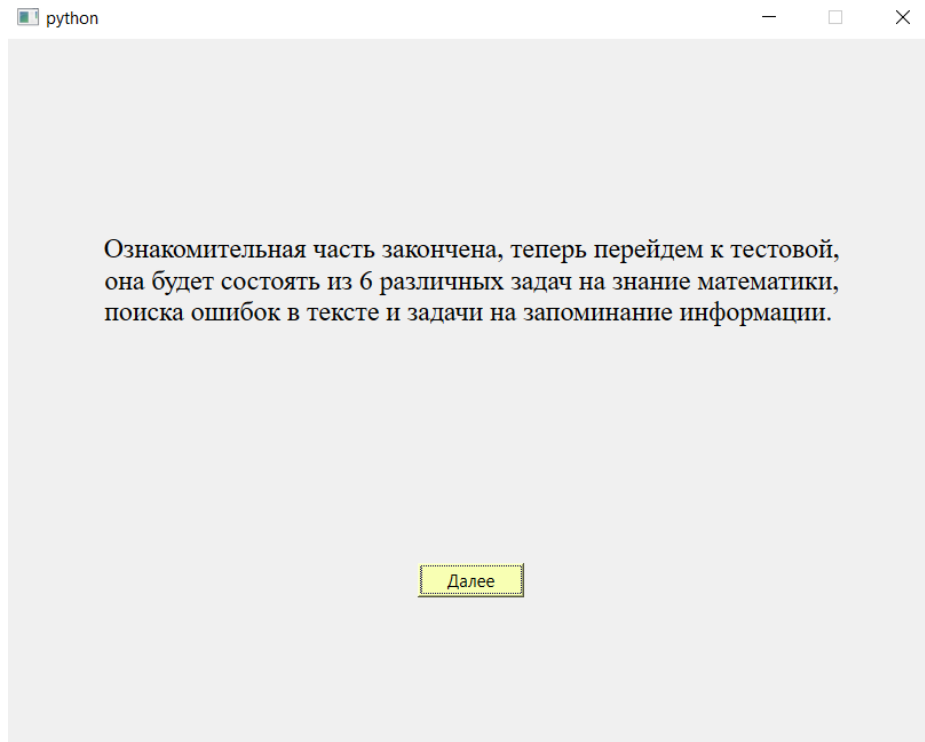 python
Ознакомительная часть закончена, теперь перейдем к тестовой,
она будет состоять из 6 различных задач на знание математики,
поиска ошибок в тексте и задачи на запоминание информации.
Далее